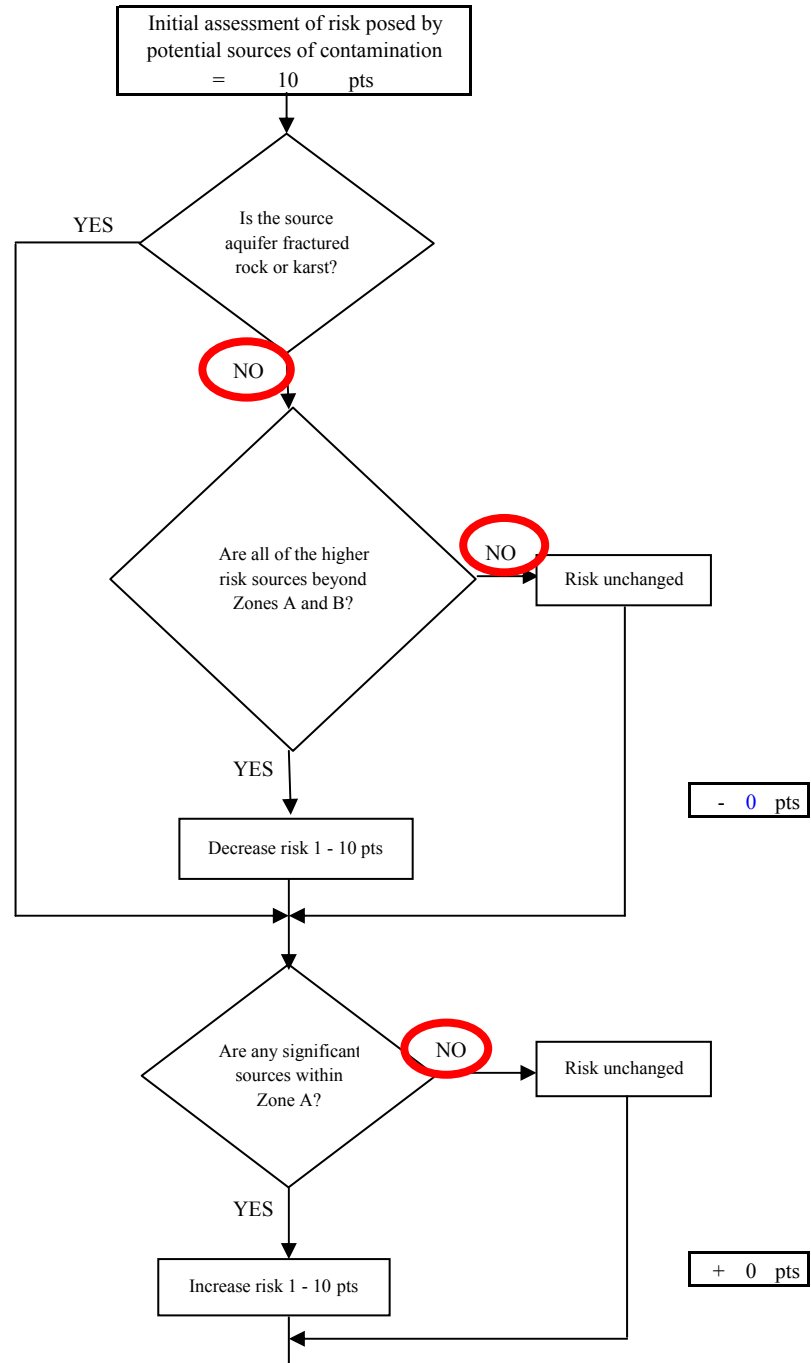 Initial assessment of risk posed by
potential sources of contamination
= 10 pts
YES
Is the source
aquifer fractured
rock or karst?
NO
Are all of the higher
risk sources beyond
Zones A and B?
NO
Risk unchanged
YES
- 0 pts
Decrease risk 1 - 10 pts
Are any significant
sources within
Zone A?
NO
Risk unchanged
YES
+ 0 pts
Increase risk 1 - 10 pts